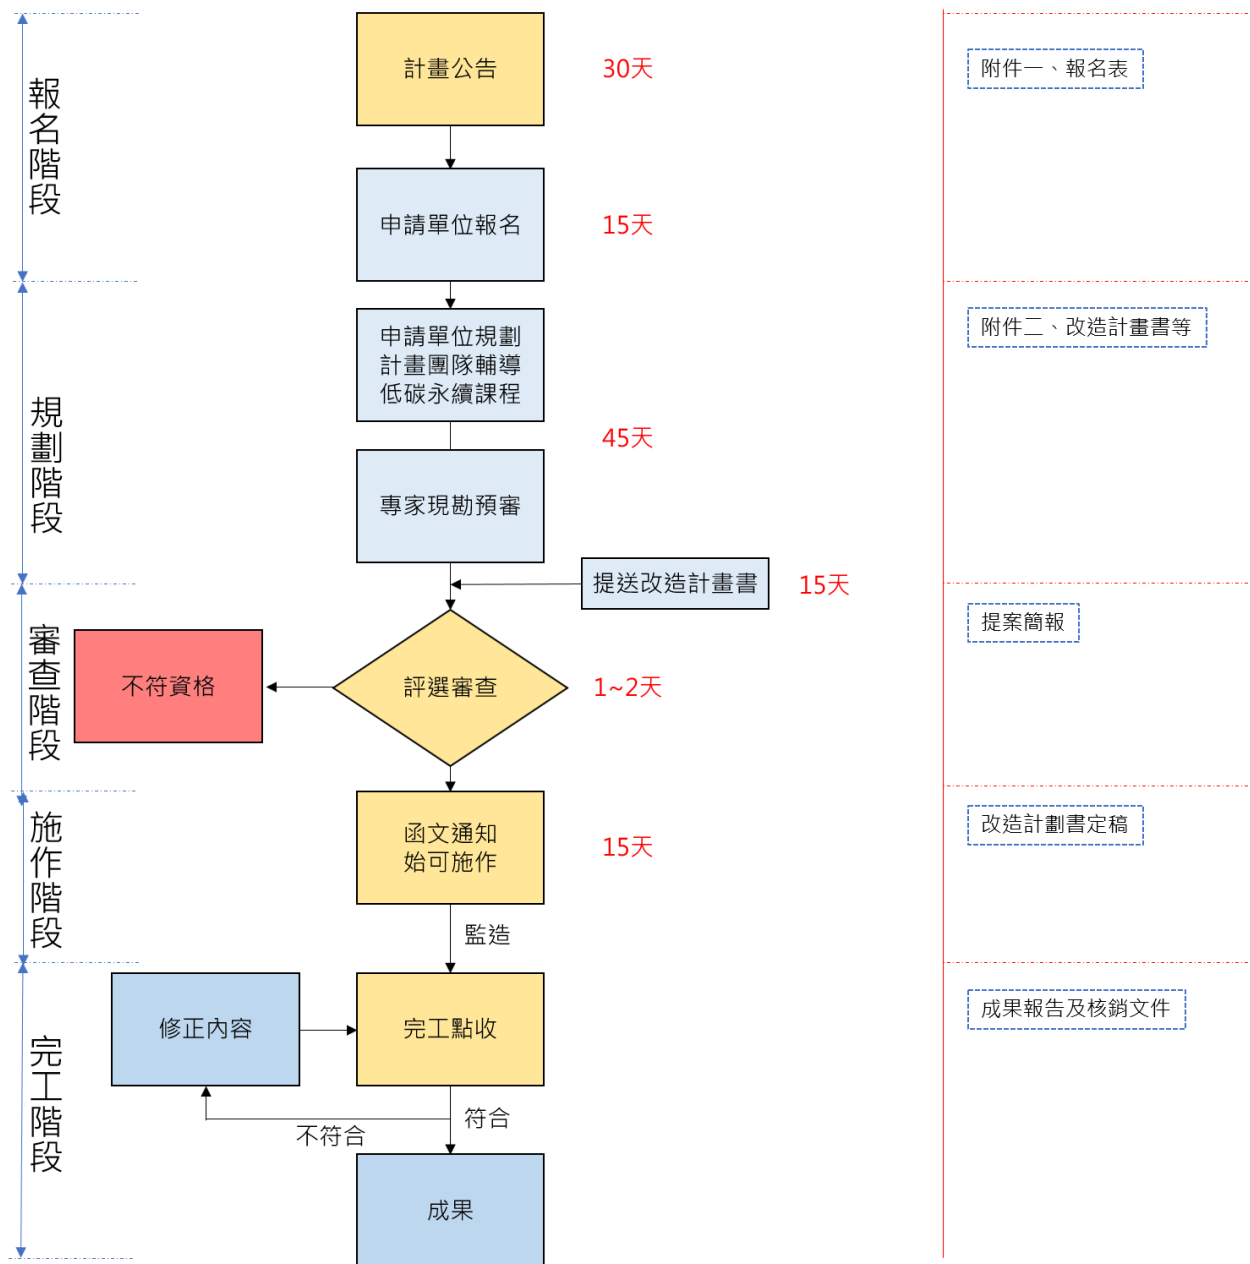 報名階段
計畫公告
30天
附件一、報名表
申請單位報名
15天
規劃階段
申請單位規劃
計畫團隊輔導
低碳永續課程
附件二、改造計畫書等
45天
專家現勘預審
提送改造計畫書
15天
審查階段
不符資格
評選審查
1~2天
提案簡報
施作階段
函文通知
始可施作
15天
改造計劃書定稿
監造
完工階段
修正內容
完工點收
成果報告及核銷文件
符合
不符合
成果